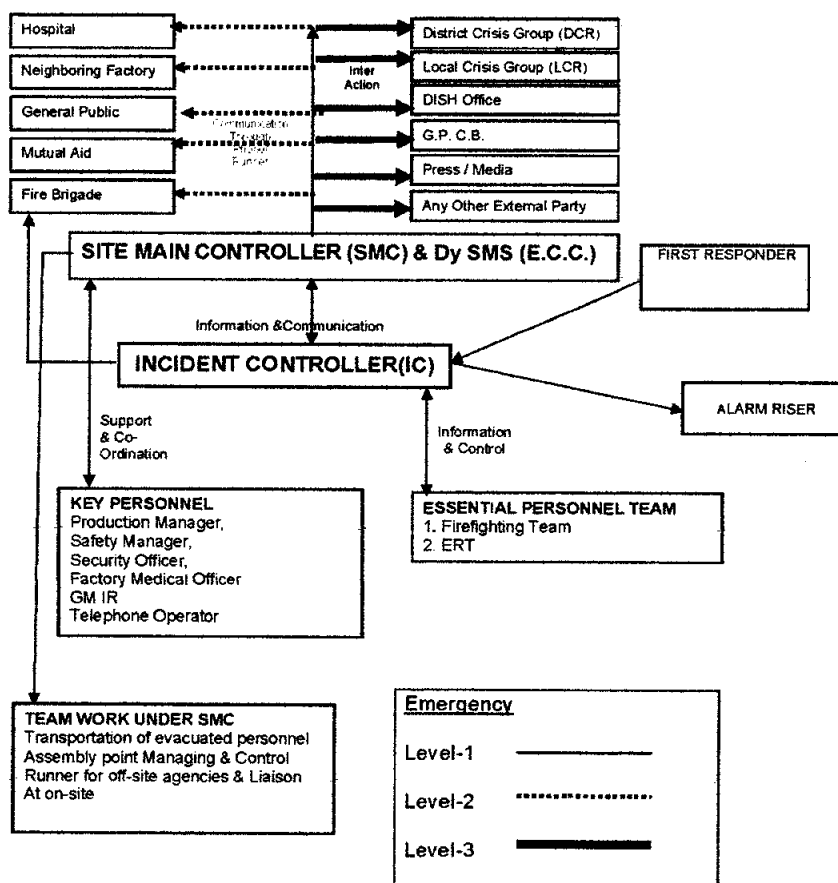 Hospital
Neighboring Factory
General Public
Mutual Aid
Fire Brigade
Inter
Action
Communication
Through
Phone/
Runner
District Crisis Group (DCR)
Local Crisis Group (LCR)
DISH Office
G.P. C.B.
Press / Media
Any Other External Party
SITE MAIN CONTROLLER (SMC) & Dy SMS (E.C.C.)
FIRST RESPONDER
Information &Communication
INCIDENT CONTROLLER(IC)
ALARM RISER
Support
& Co-
Ordination
Information
& Control
KEY PERSONNEL
Production Manager,
Safety Manager,
Security Officer,
Factory Medical Officer
GM IR
Telephone Operator
ESSENTIAL PERSONNEL TEAM
1. Firefighting Team
2. ERT
TEAM WORK UNDER SMC
Transportation of evacuated personnel
Assembly point Managing & Control
Runner for off-site agencies & Liaison
At on-site
Emergency
Level-1
Level-2
Level-3